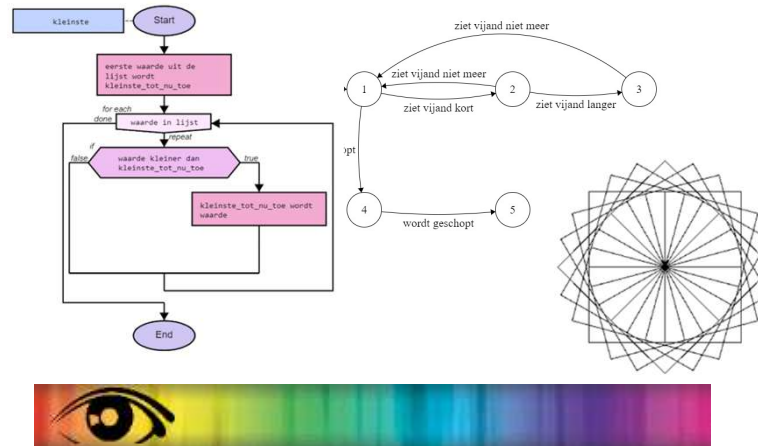 kleinste
Start
eerste waarde uit de
lijst wordt
kleinste_tot_nu_toe
for each
done
waarde in lijst
repeat
if
false
waarde kleiner dan
kleinste_tot_nu_toe
true
kleinste_tot_nu_toe wordt
waarde
End
ziet vijand niet meer
ziet vijand niet meer
1
2
3
ziet vijand kort
ziet vijand langer
4
5
wordt geschopt